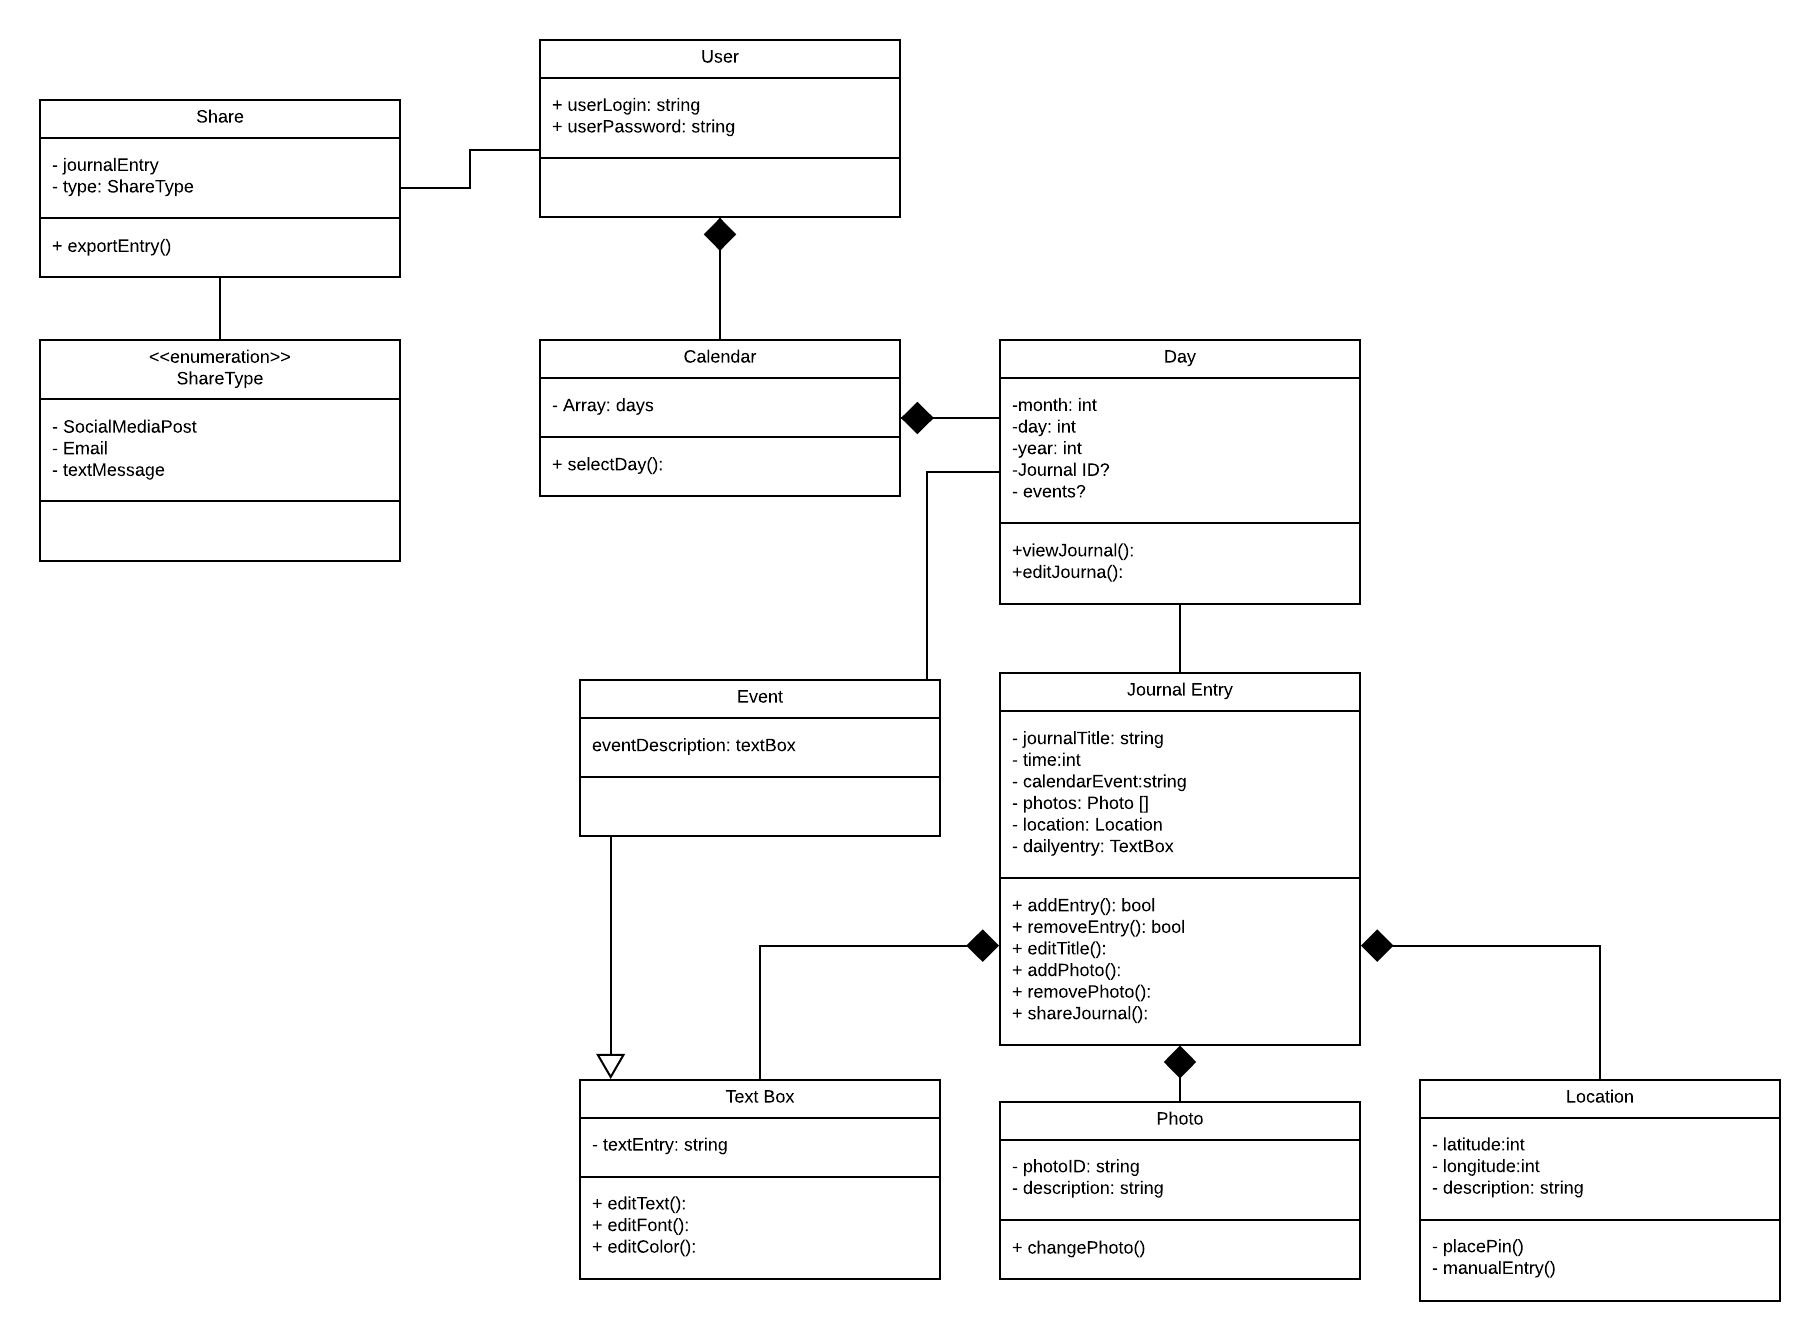 User
+ userLogin: string
+ userPassword: string
Share
- journalEntry
- type: ShareType
+ exportEntry()
<<enumeration>>
ShareType
- SocialMediaPost
- Email
- textMessage
Calendar
- Array: days
+ selectDay():
Day
-month: int
-day: int
-year: int
-Journal ID?
- events?
+viewJournal():
+editJourna():
Event
eventDescription: textBox
Journal Entry
- journalTitle: string
- time:int
- calendarEvent:string
- photos: Photo []
- location: Location
- dailyentry: TextBox
+ addEntry(): bool
+ removeEntry(): bool
+ editTitle():
+ addPhoto():
+ removePhoto():
+ shareJournal():
Text Box
- textEntry: string
+ editText():
+ editFont():
+ editColor():
Photo
- photoID: string
- description: string
+ changePhoto()
Location
- latitude:int
- longitude:int
- description: string
- placePin()
- manualEntry()